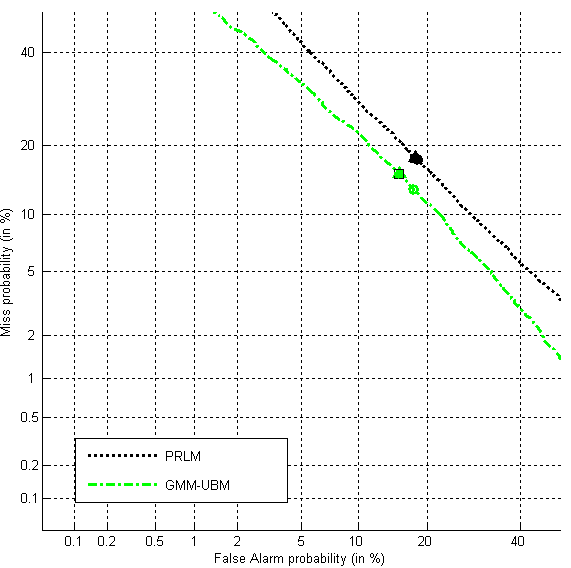 40
20
10
5
2
1
0.5
0.2
0.1
Miss probability (in %)
PRLM
GMM-UBM
0.1 0.2 0.5 1 2 5 10 20 40
False Alarm probability (in %)